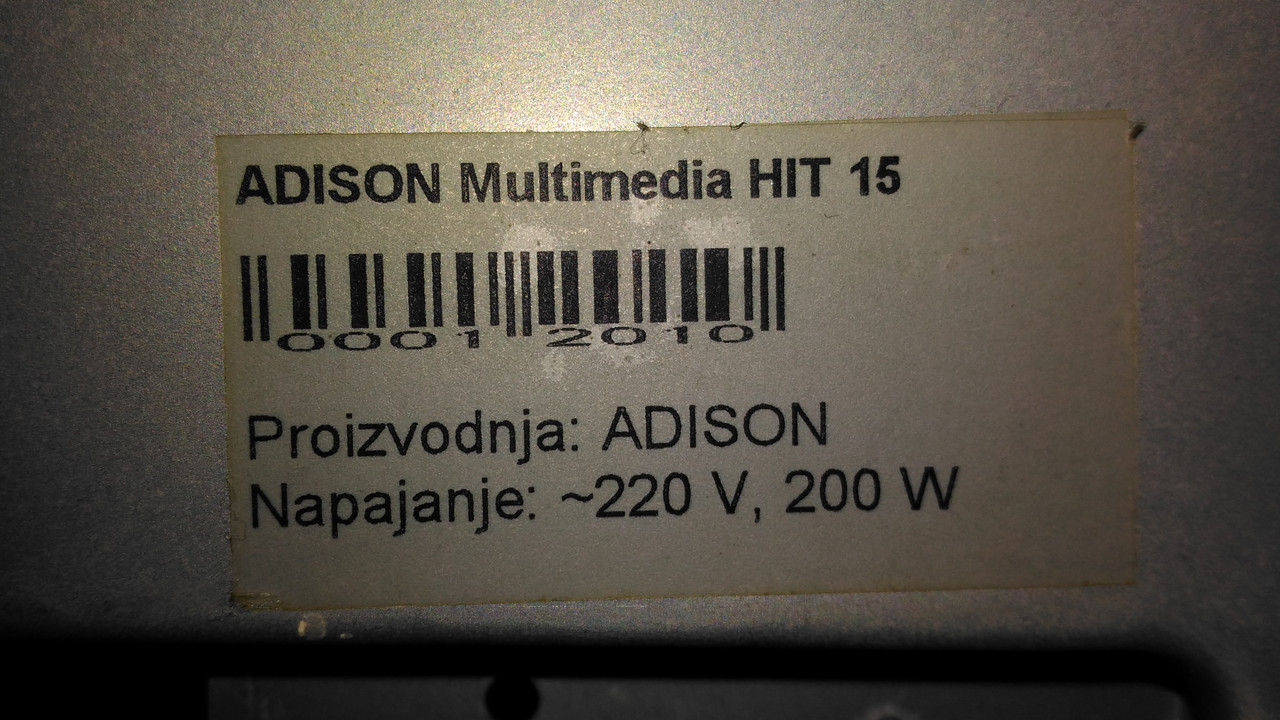 ADISON Multimedia HIT 15
0001 2010
Proizvodnja: ADISON
Napajanje: ~220 V, 200 W